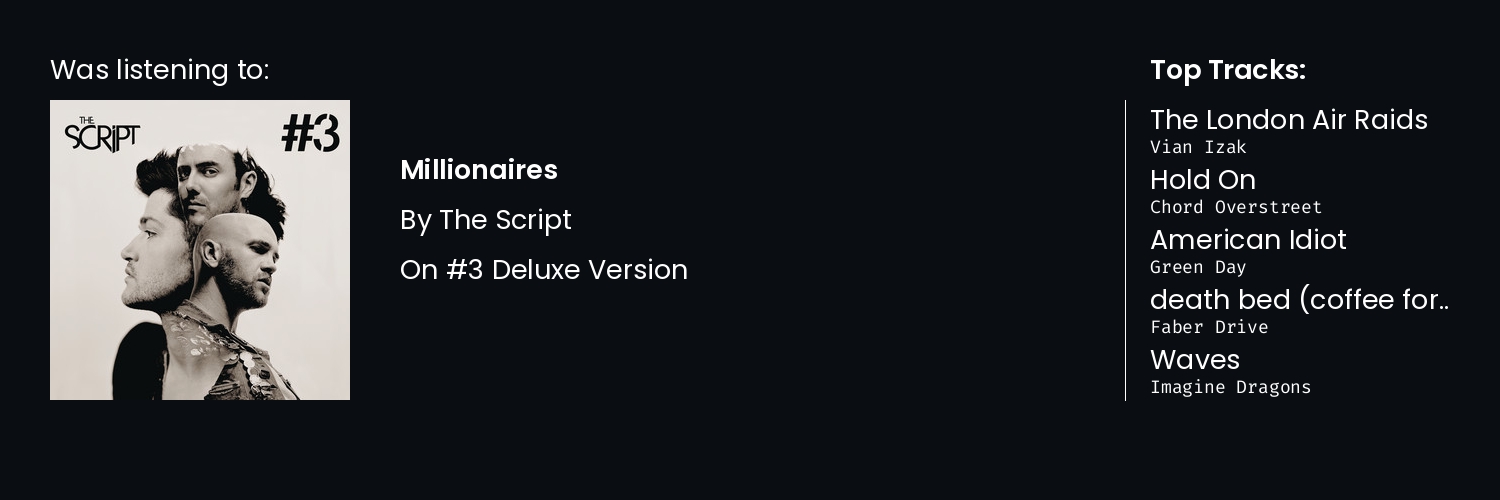 Was listening to:
THE
SCRIPT
#3
Millionaires
By The Script
On #3 Deluxe Version
Top Tracks:
The London Air Raids
Vian Izak
Hold On
Chord Overstreet
American Idiot
Green Day
death bed (coffee for..
Faber Drive
Waves
Imagine Dragons